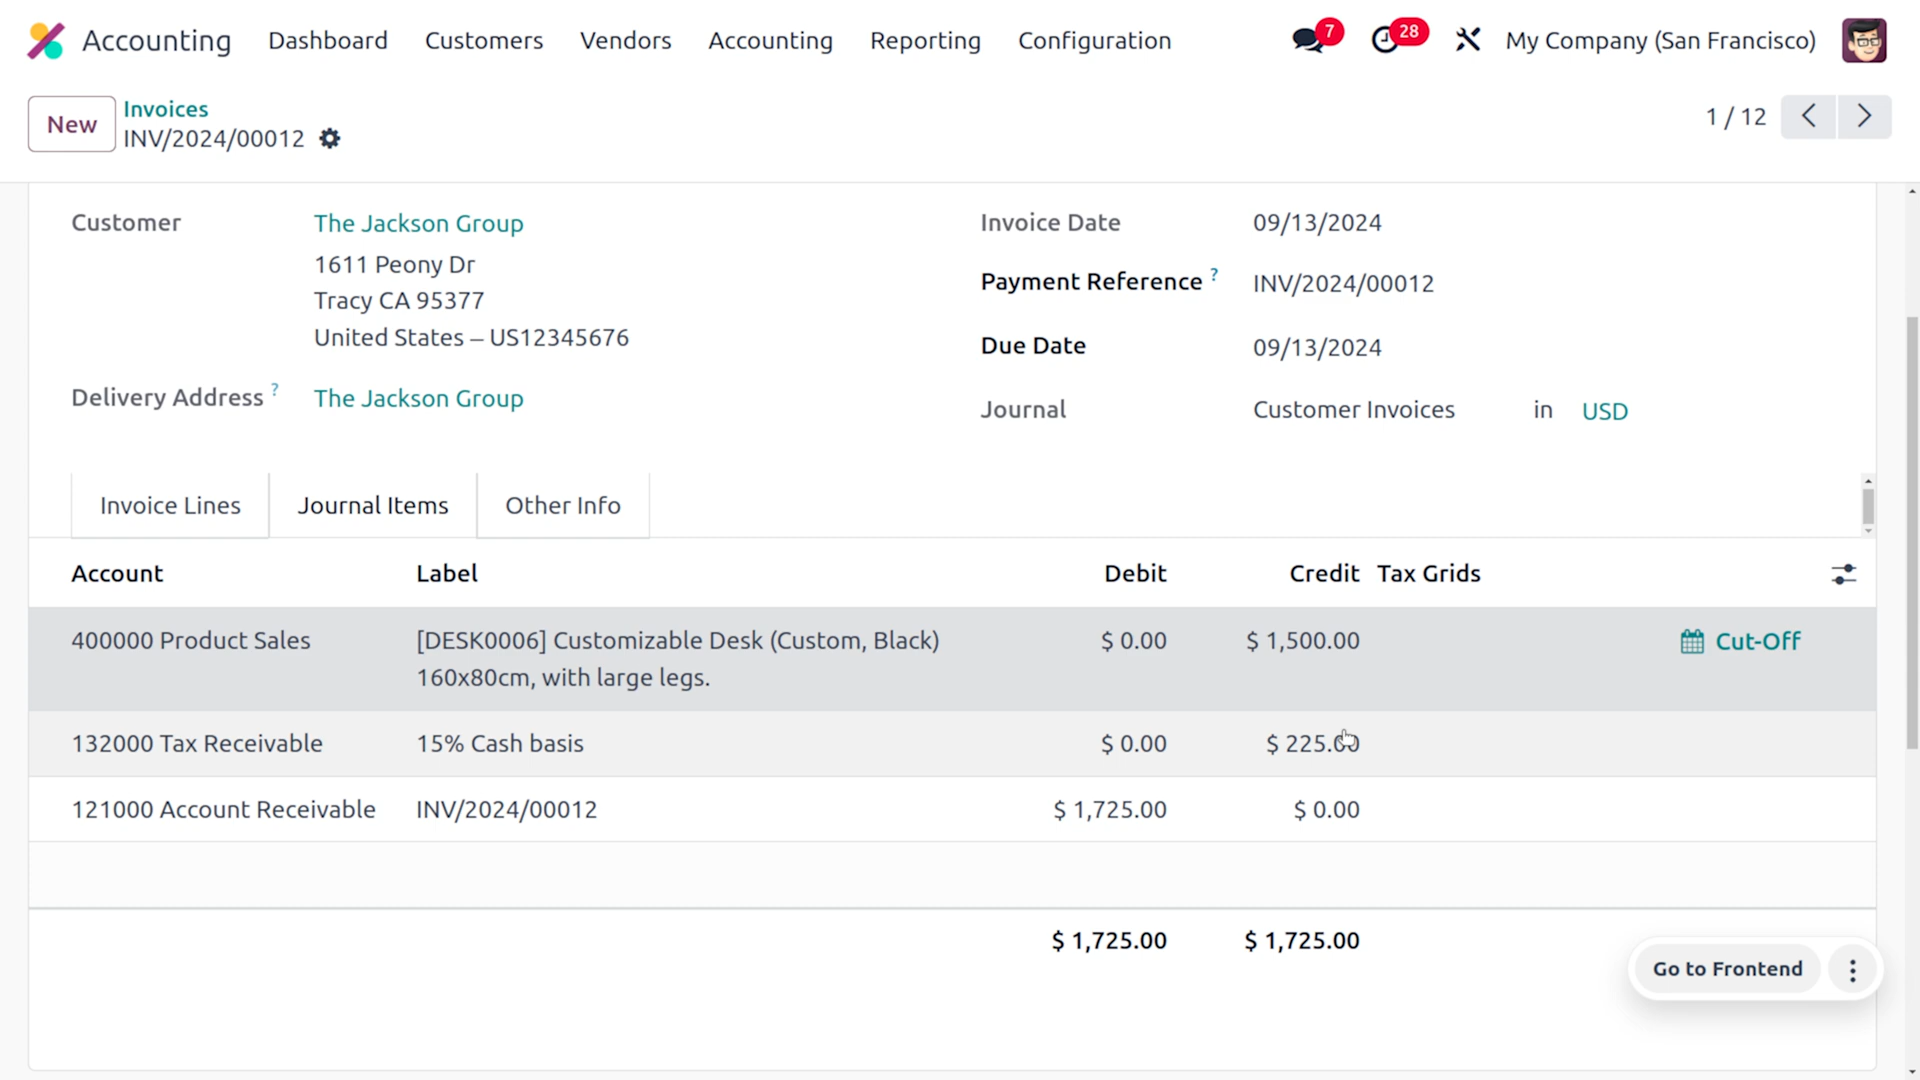 Accounting Dashboard Customers Vendors Accounting Reporting Configuration 7 28 My Company (San Francisco)
New
Invoices
INV/2024/00012
1 / 12
Customer The Jackson Group Invoice Date 09/13/2024
1611 Peony Dr
Tracy CA 95377
United States – US12345676
Payment Reference ? INV/2024/00012
Due Date 09/13/2024
Delivery Address ? The Jackson Group
Journal Customer Invoices in USD
Invoice Lines Journal Items Other Info
Account Label Debit Credit Tax Grids
400000 Product Sales [DESK0006] Customizable Desk (Custom, Black) $ 0.00 $ 1,500.00 Cut-Off
160x80cm, with large legs.
132000 Tax Receivable 15% Cash basis $ 0.00 $ 225.00
121000 Account Receivable INV/2024/00012 $ 1,725.00 $ 0.00
$ 1,725.00 $ 1,725.00
Go to Frontend